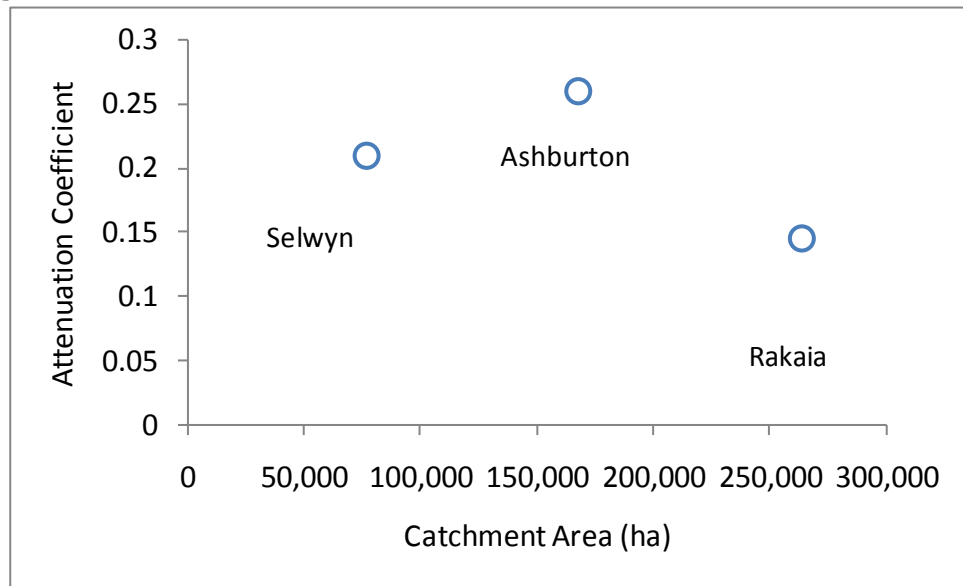 0.3
0.25
0.2
0.15
0.1
0.05
0
Attenuation Coefficient
Ashburton
Selwyn
Rakaia
0 50,000 100,000 150,000 200,000 250,000 300,000
Catchment Area (ha)